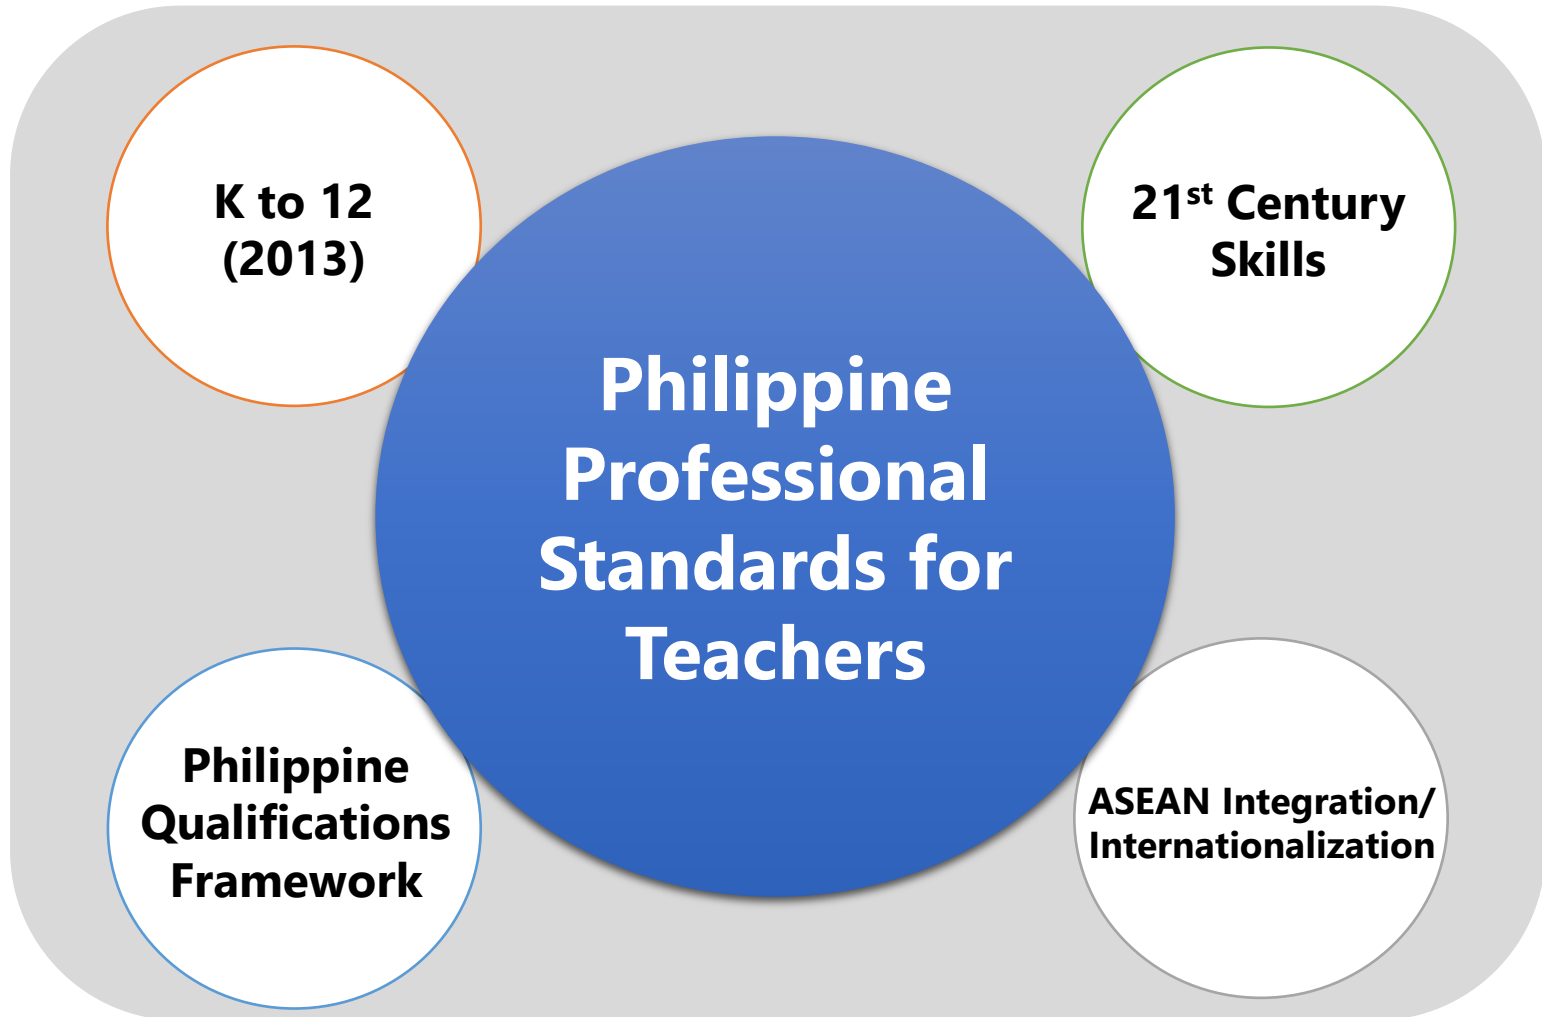 K to 12
(2013)
21st Century
Skills
Philippine
Professional
Standards for
Teachers
Philippine
Qualifications
Framework
ASEAN Integration/
Internationalization